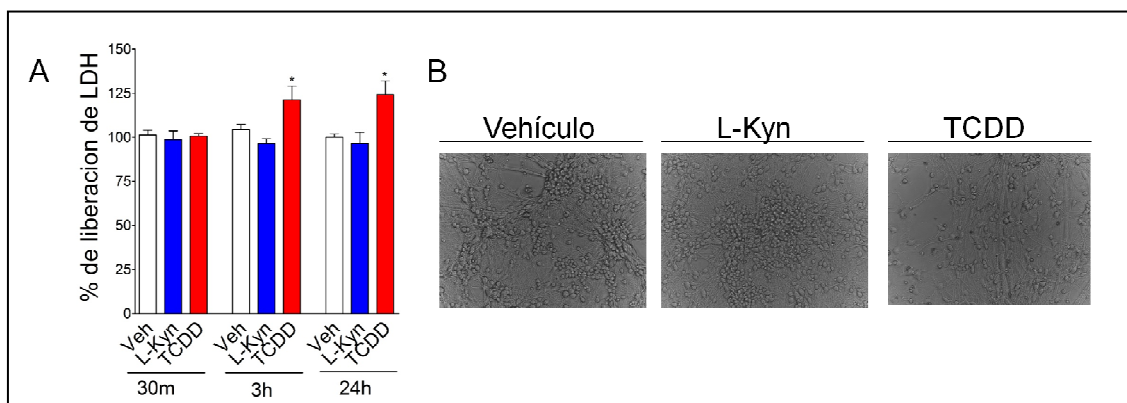 A
% de liberacion de LDH
150
125
100
75
50
25
0
*
*
Veh
L-Kyn
TCDD
Veh
L-Kyn
TCDD
Veh
L-Kyn
TCDD
30m
3h
24h
B
Vehículo
L-Kyn
TCDD